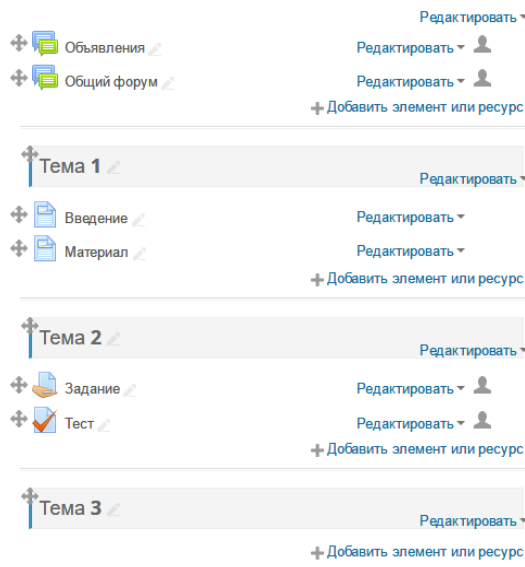 Редактировать
Объявления Редактировать
Общий форум Редактировать
Добавить элемент или ресурс
Тема 1
Редактировать
Введение Редактировать
Материал Редактировать
Добавить элемент или ресурс
Тема 2
Редактировать
Задание Редактировать
Тест Редактировать
Добавить элемент или ресурс
Тема 3
Редактировать
Добавить элемент или ресурс